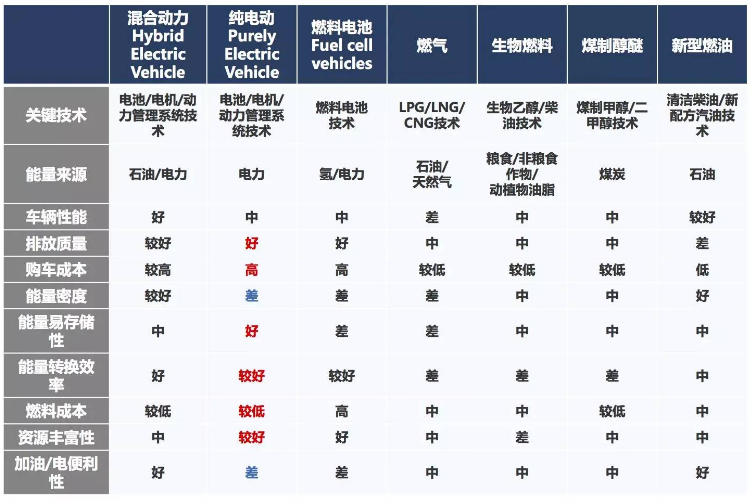 混合动力
Hybrid
Electric
Vehicle
纯电动
Purely
Electric
Vehicle
燃料电池
Fuel cell
vehicles
燃气
生物燃料
煤制醇醚
新型燃油
关键技术
电池/电机/动
力管理系统技
术
电池/电机/
动力管理系
统技术
燃料电池
技术
LPG/LNG/
CNG技术
生物乙醇/柴
油技术
煤制甲醇/二
甲醇技术
清洁柴油/新
配方汽油技
术
能量来源
石油/电力
电力
氢/电力
石油/
天然气
粮食/非粮食
作物/
动植物油脂
煤炭
石油
车辆性能
好
中
中
差
中
中
较好
排放质量
较好
好
好
中
中
中
差
购车成本
较高
高
高
较低
较低
较低
低
能量密度
较好
差
差
差
中
中
好
能量易存储
性
中
好
差
差
中
中
中
能量转换效
率
好
较好
较好
差
差
差
中
燃料成本
较低
较低
高
中
中
较低
中
资源丰富性
中
较好
好
中
差
中
中
加油/电便利
性
好
差
差
中
中
中
好